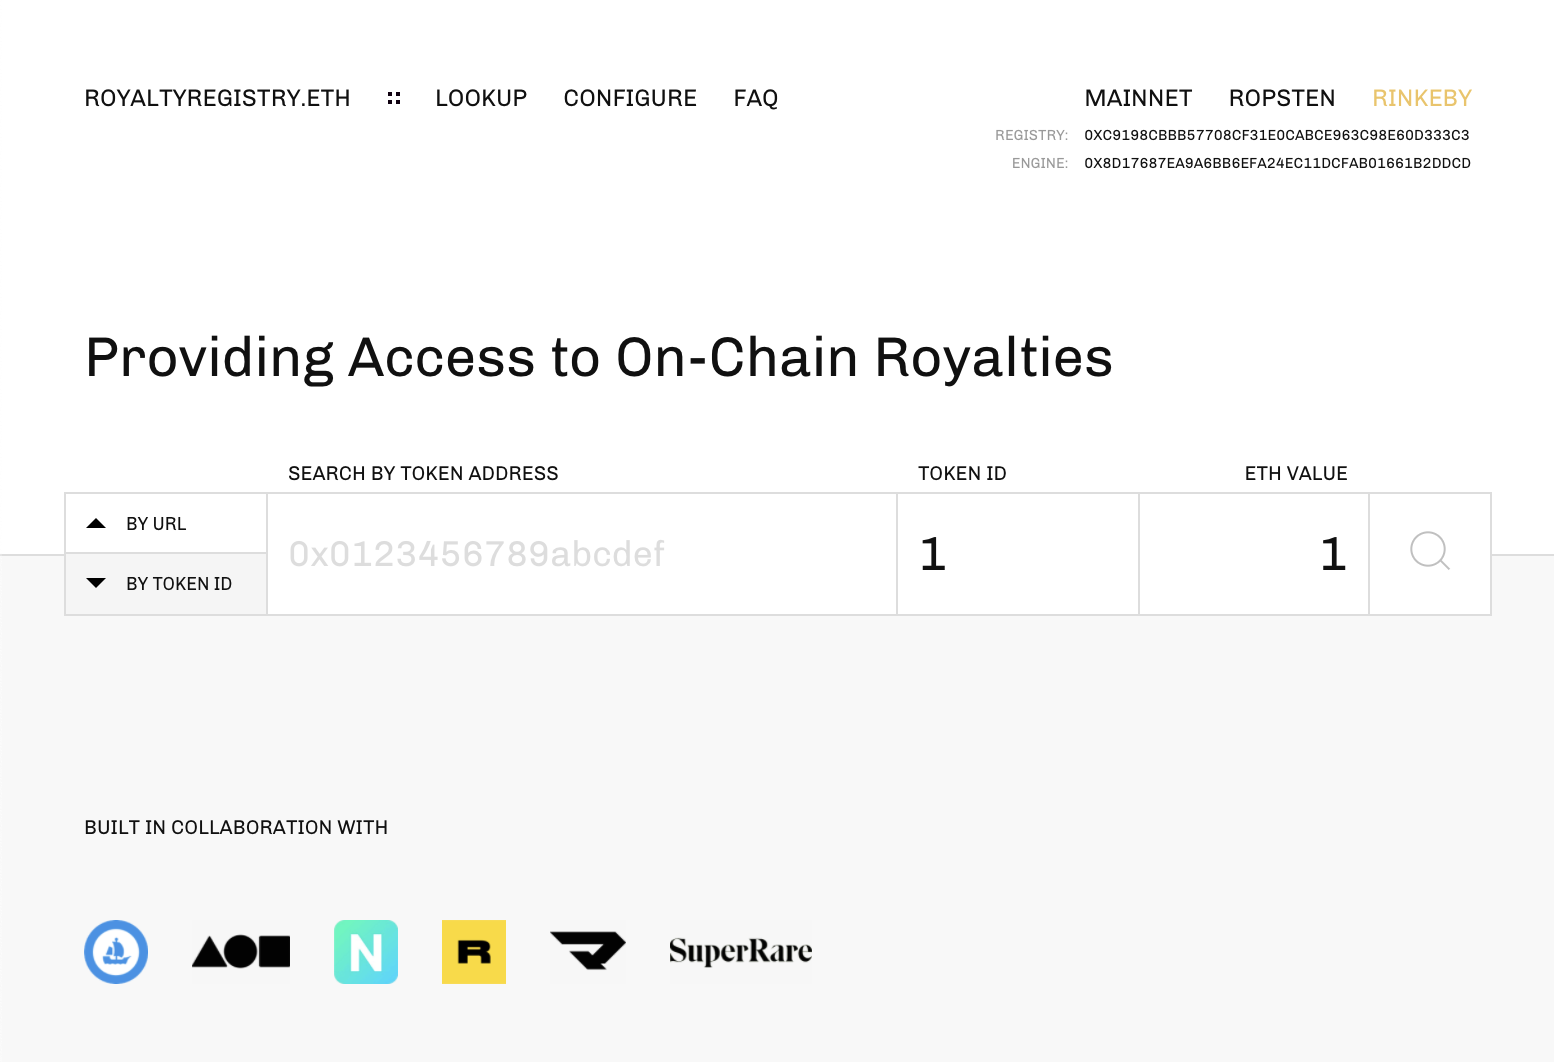 ROYALTYREGISTRY.ETH :: LOOKUP CONFIGURE FAQ MAINNET ROPSTEN RINKEBY
REGISTRY: 0XC9198CBBB57708CF31E0CABCE963C98E60D333C3
ENGINE: 0X8D17687EA9A6BB6EFA24EC11DCFAB01661B2DDCD
Providing Access to On-Chain Royalties
SEARCH BY TOKEN ADDRESS TOKEN ID ETH VALUE
BY URL
0x0123456789abcdef 1 1
BY TOKEN ID
BUILT IN COLLABORATION WITH
N R SuperRare